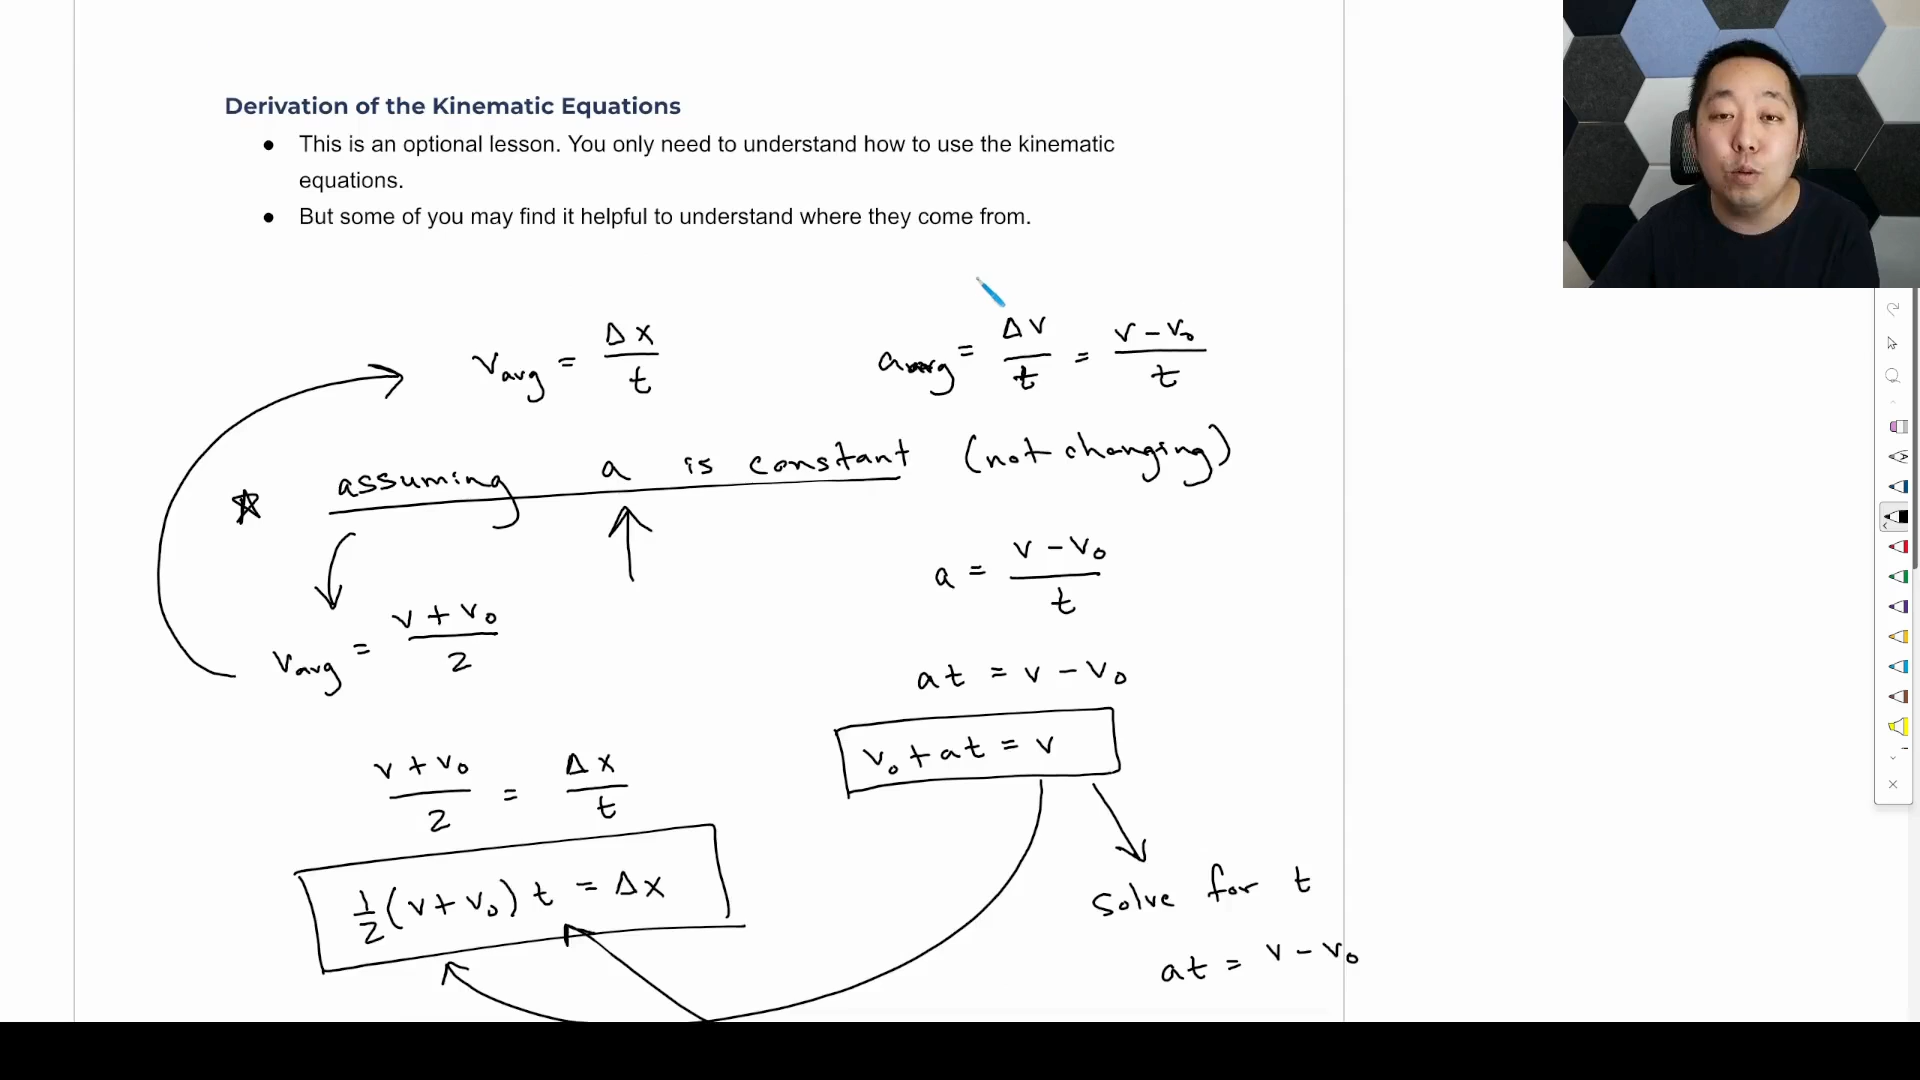 Derivation of the Kinematic Equations
● This is an optional lesson. You only need to understand how to use the kinematic
equations.
● But some of you may find it helpful to understand where they come from.
v_avg = Δx/t
a_avg = Δv/t = (v - v₀)/t
☆ assuming a is constant (not changing)
v_avg = (v + v₀)/2
a = (v - v₀)/t
at = v - v₀
v₀ + at = v
(v + v₀)/2 = Δx/t
½(v + v₀)t = Δx
solve for t
at = v - v₀